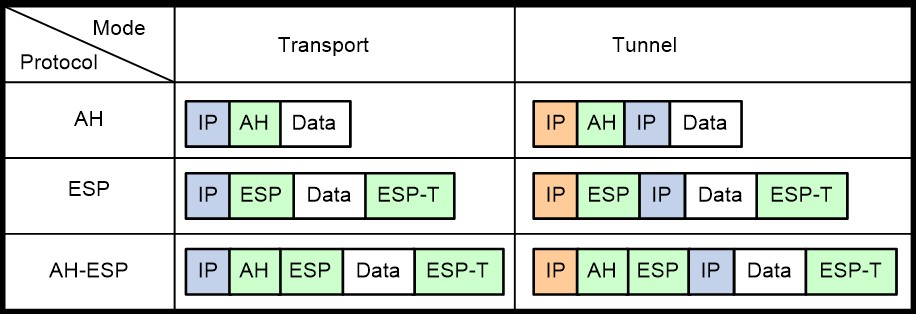 Mode
Protocol
Transport
Tunnel
AH
IP AH Data
IP AH IP Data
ESP
IP ESP Data ESP-T
IP ESP IP Data ESP-T
AH-ESP
IP AH ESP Data ESP-T
IP AH ESP IP Data ESP-T